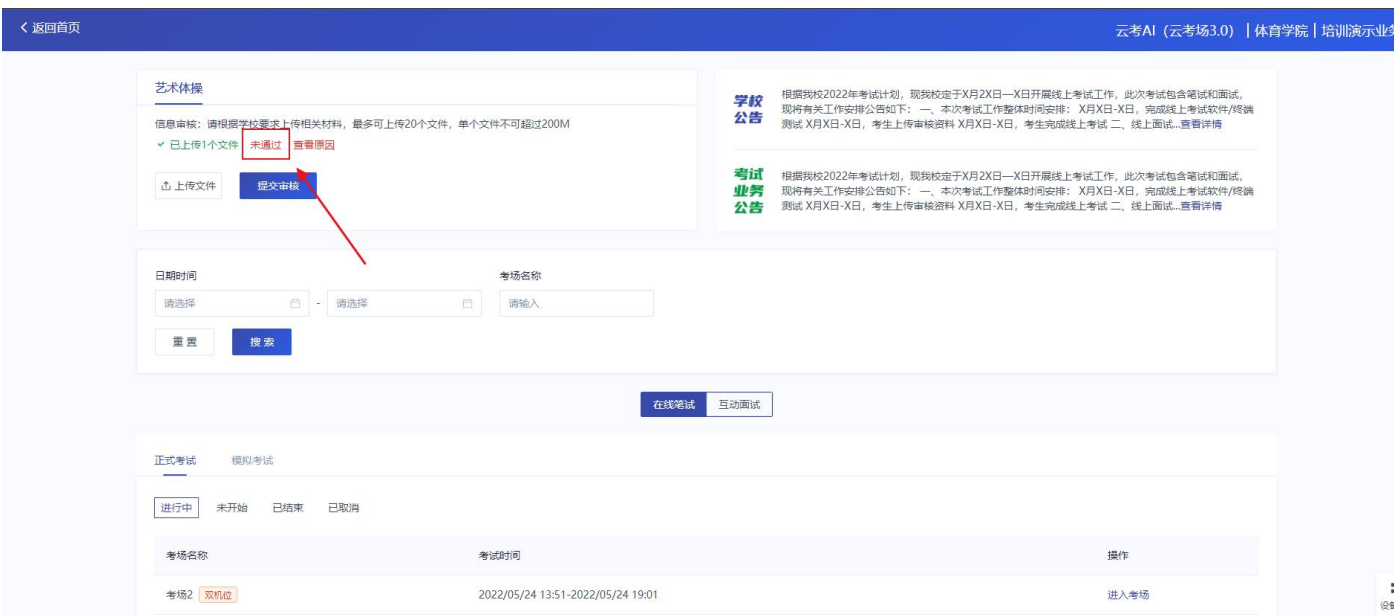 返回首页
云考AI（云考场3.0） | 体育学院 | 培训演示业务
艺术体操
信息审核：请根据学校要求上传相关材料，最多可上传20个文件，单个文件不可超过200M
已上传1个文件 未通过 查看原因
上传文件 提交审核
学校公告
根据我校2022年考试计划，现我校定于X月2X日—X日开展线上考试工作，此次考试包含笔试和面试，
现将有关工作安排公告如下： 一、本次考试工作整体时间安排： X月X日-X日，完成线上考试软件/终端
测试 X月X日-X日，考生上传审核资料 X月X日-X日，考生完成线上考试 二、线上面试...查看详情
考试业务公告
根据我校2022年考试计划，现我校定于X月2X日—X日开展线上考试工作，此次考试包含笔试和面试，
现将有关工作安排公告如下： 一、本次考试工作整体时间安排： X月X日-X日，完成线上考试软件/终端
测试 X月X日-X日，考生上传审核资料 X月X日-X日，考生完成线上考试 二、线上面试...查看详情
日期时间 考场名称
请选择 - 请选择 请输入
重置 搜索
在线笔试 互动面试
正式考试 模拟考试
进行中 未开始 已结束 已取消
考场名称 考试时间 操作
考场2 双机位 2022/05/24 13:51-2022/05/24 19:01 进入考场